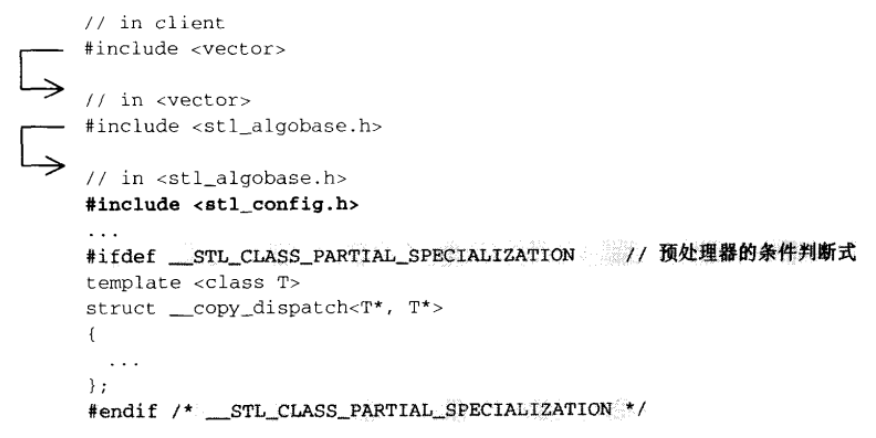 // in client
#include <vector>
// in <vector>
#include <stl_algobase.h>
// in <stl_algobase.h>
#include <stl_config.h>
...
#ifdef __STL_CLASS_PARTIAL_SPECIALIZATION // 预处理器的条件判断式
template <class T>
struct __copy_dispatch<T*, T*>
{
...
};
#endif /* __STL_CLASS_PARTIAL_SPECIALIZATION */